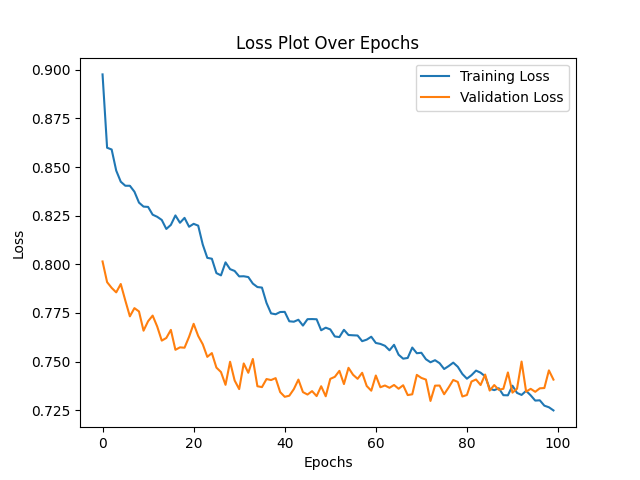 Loss Plot Over Epochs
Training Loss
Validation Loss
0.900
0.875
0.850
0.825
0.800
0.775
0.750
0.725
Loss
0
20
40
60
80
100
Epochs